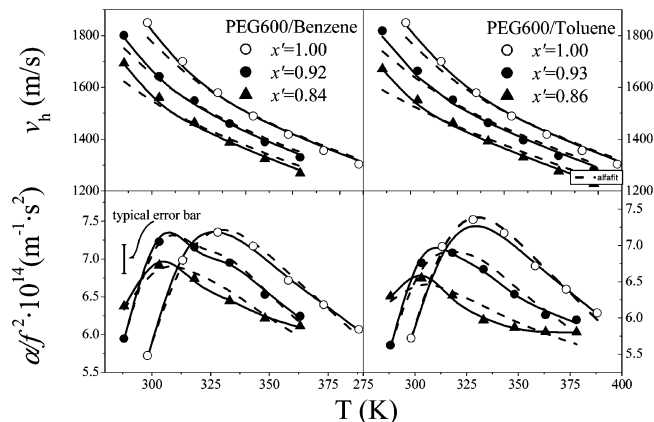 PEG600/Benzene
x'=1.00
x'=0.92
x'=0.84
PEG600/Toluene
x'=1.00
x'=0.93
x'=0.86
alfafit
typical error bar
vh (m/s)
1800
1600
1400
1200
1800
1600
1400
1200
α/f²·10¹⁴(m⁻¹·s²)
7.5
7.0
6.5
6.0
5.5
7.5
7.0
6.5
6.0
5.5
300 325 350 275 300 325 350 375 400
T (K)